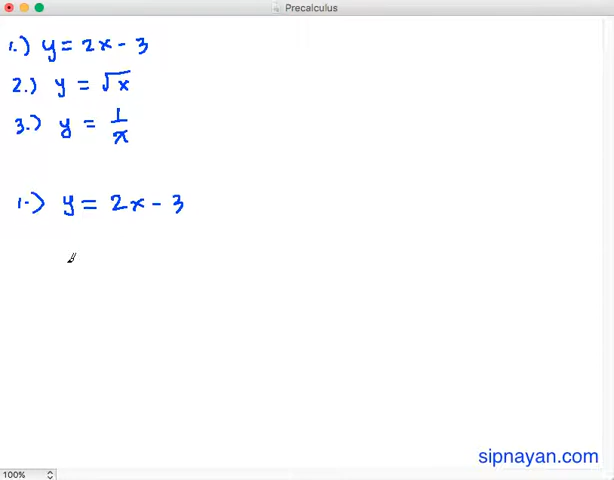 Precalculus
1.) y = 2x - 3
2.) y = √x
3.) y = 1/x
1.) y = 2x - 3
sipnayan.com
100%